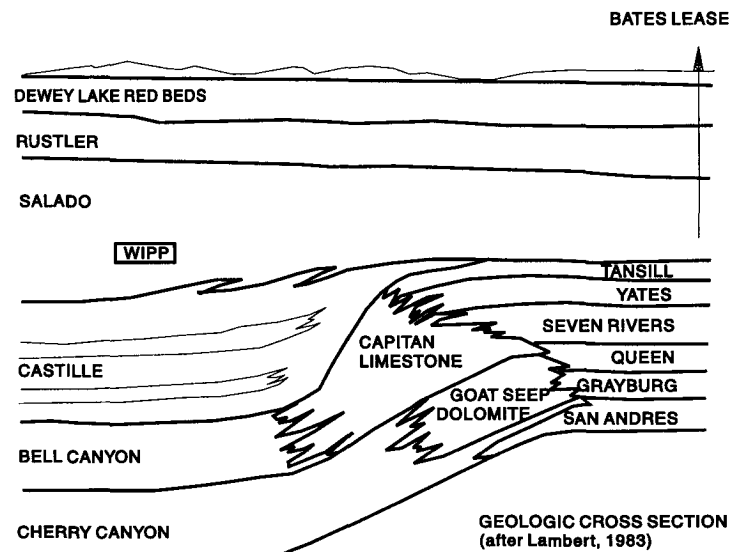 BATES LEASE
DEWEY LAKE RED BEDS
RUSTLER
SALADO
WIPP
TANSILL
YATES
SEVEN RIVERS
CAPITAN
LIMESTONE
QUEEN
CASTILLE
GRAYBURG
GOAT SEEP
DOLOMITE
SAN ANDRES
BELL CANYON
CHERRY CANYON
GEOLOGIC CROSS SECTION
(after Lambert, 1983)